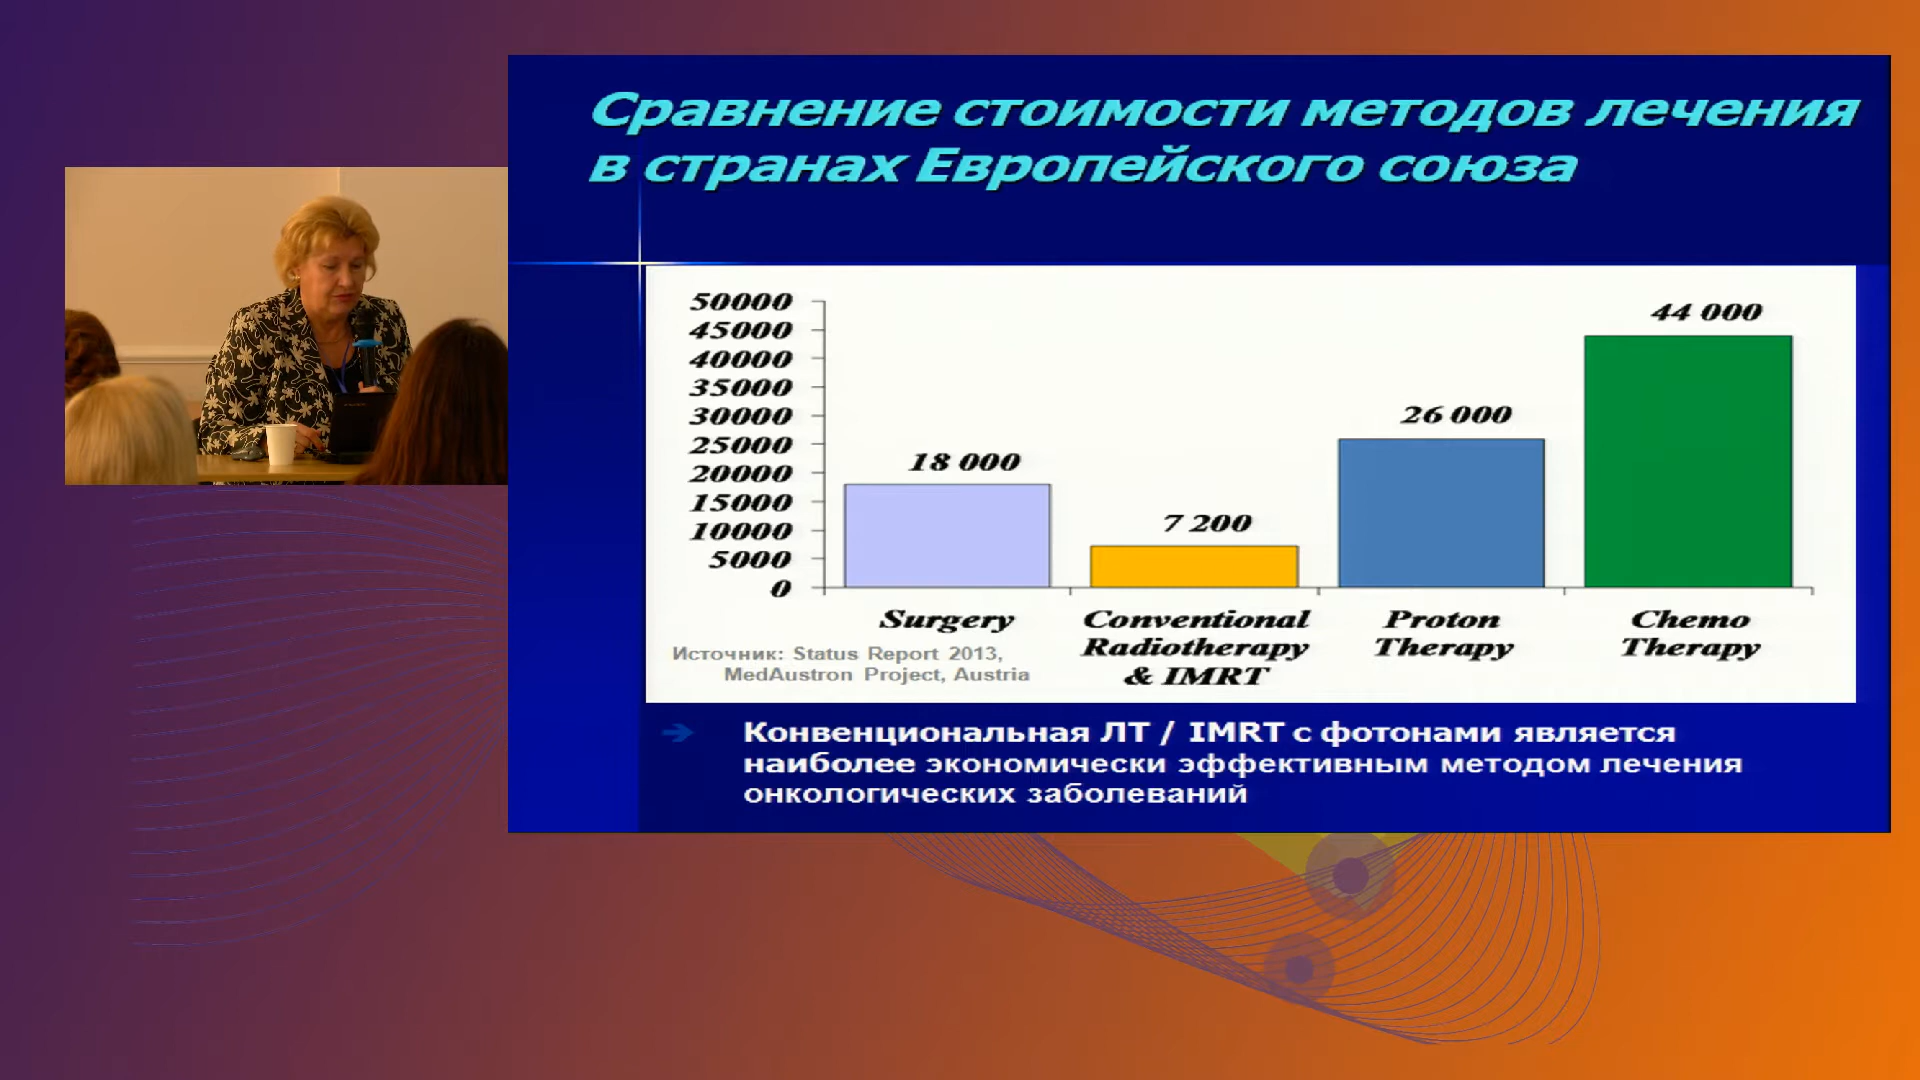 Сравнение стоимости методов лечения
в странах Европейского союза
50000
45000
40000
35000
30000
25000
20000
15000
10000
5000
0
18 000
7 200
26 000
44 000
Surgery
Conventional
Radiotherapy
& IMRT
Proton
Therapy
Chemo
Therapy
Источник: Status Report 2013,
MedAustron Project, Austria
Конвенциональная ЛТ / IMRT с фотонами является
наиболее экономически эффективным методом лечения
онкологических заболеваний